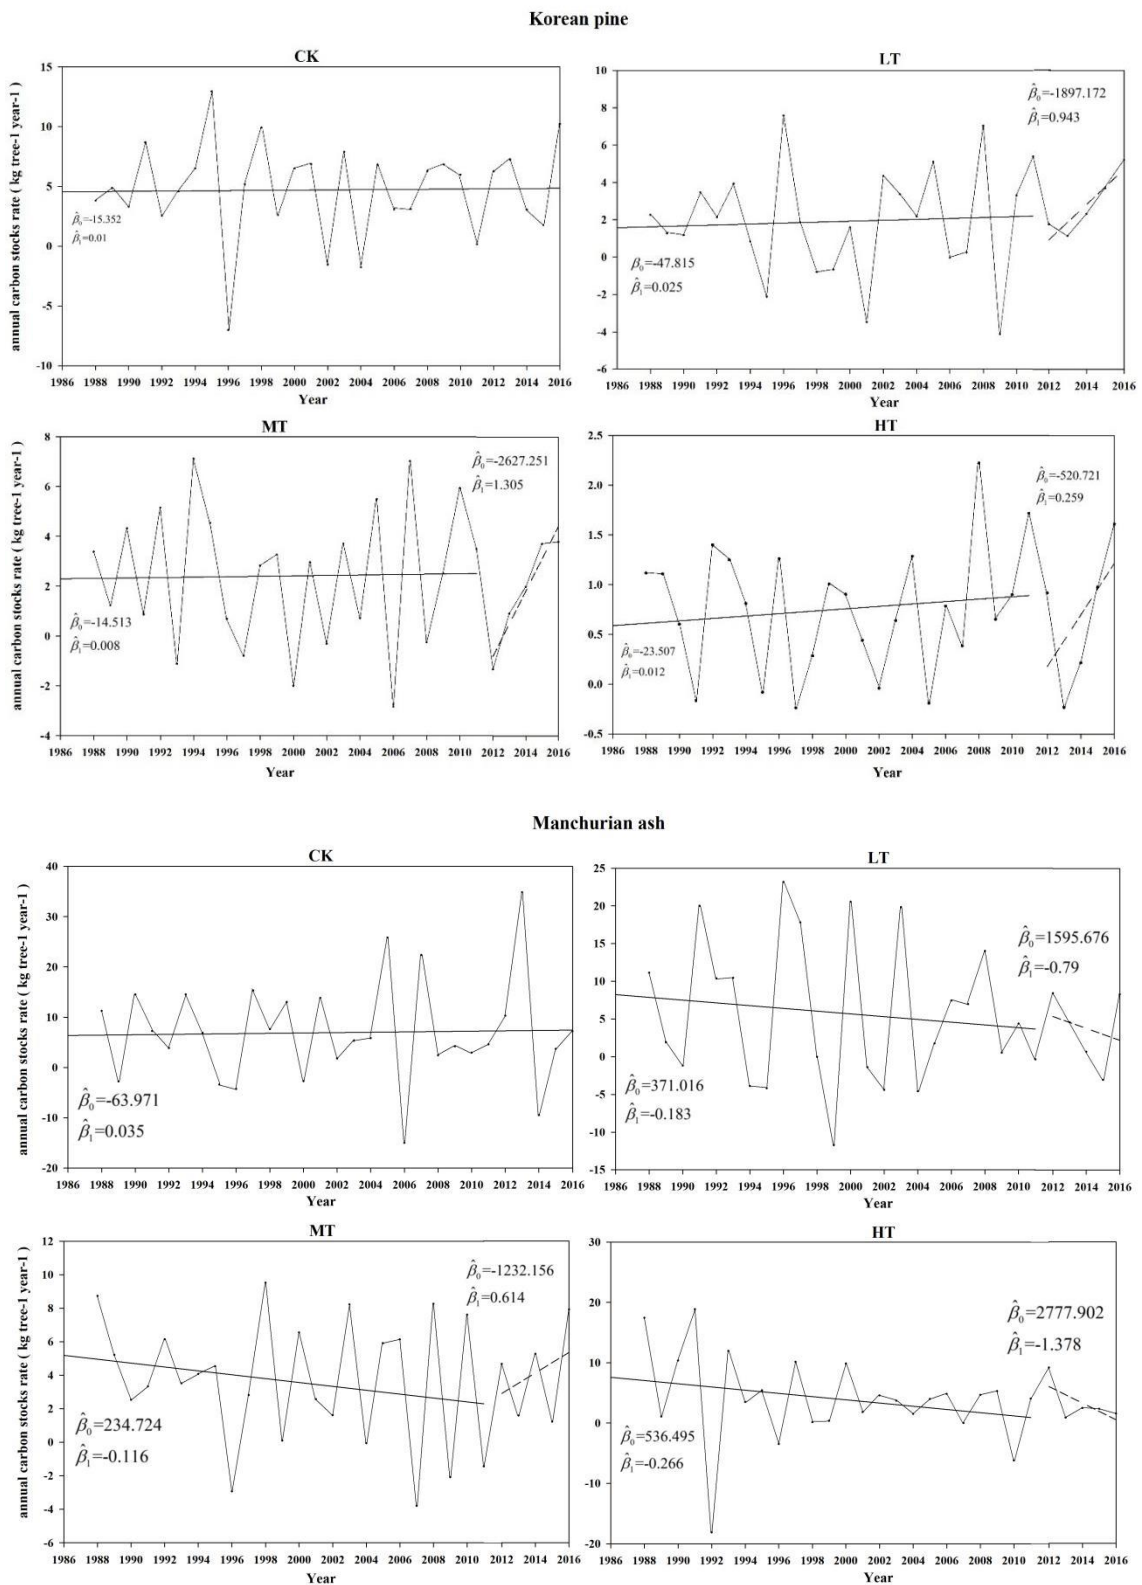 Korean pine
CK
annual carbon stocks rate ( kg tree-1 year-1 )
15
10
5
0
-5
-10
β̂₀=-15.352
β̂₁=0.01
1986 1988 1990 1992 1994 1996 1998 2000 2002 2004 2006 2008 2010 2012 2014 2016
Year
LT
10
8
6
4
2
0
-2
-4
-6
β̂₀=-1897.172
β̂₁=0.943
β₀=-47.815
β̂₁=0.025
1986 1988 1990 1992 1994 1996 1998 2000 2002 2004 2006 2008 2010 2012 2014 2016
Year
MT
annual carbon stocks rate ( kg tree-1 year-1 )
8
6
4
2
0
-2
-4
β̂₀=-2627.251
β̂₁=1.305
β̂₀=-14.513
β̂₁=0.008
1986 1988 1990 1992 1994 1996 1998 2000 2002 2004 2006 2008 2010 2012 2014 2016
Year
HT
2.5
2.0
1.5
1.0
0.5
0.0
-0.5
β̂₀=-520.721
β̂₁=0.259
β̂₀=-23.507
β̂₁=0.012
1986 1988 1990 1992 1994 1996 1998 2000 2002 2004 2006 2008 2010 2012 2014 2016
Year
Manchurian ash
CK
annual carbon stocks rate ( kg tree-1 year-1 )
40
30
20
10
0
-10
-20
β̂₀=-63.971
β̂₁=0.035
1986 1988 1990 1992 1994 1996 1998 2000 2002 2004 2006 2008 2010 2012 2014 2016
Year
LT
25
20
15
10
5
0
-5
-10
-15
β̂₀=1595.676
β̂₁=-0.79
β̂₀=371.016
β̂₁=-0.183
1986 1988 1990 1992 1994 1996 1998 2000 2002 2004 2006 2008 2010 2012 2014 2016
Year
MT
annual carbon stocks rate ( kg tree-1 year-1 )
12
10
8
6
4
2
0
-2
-4
-6
β̂₀=-1232.156
β̂₁=0.614
β̂₀=234.724
β̂₁=-0.116
1986 1988 1990 1992 1994 1996 1998 2000 2002 2004 2006 2008 2010 2012 2014 2016
Year
HT
30
20
10
0
-10
-20
β̂₀=2777.902
β̂₁=-1.378
β̂₀=536.495
β̂₁=-0.266
1986 1988 1990 1992 1994 1996 1998 2000 2002 2004 2006 2008 2010 2012 2014 2016
Year